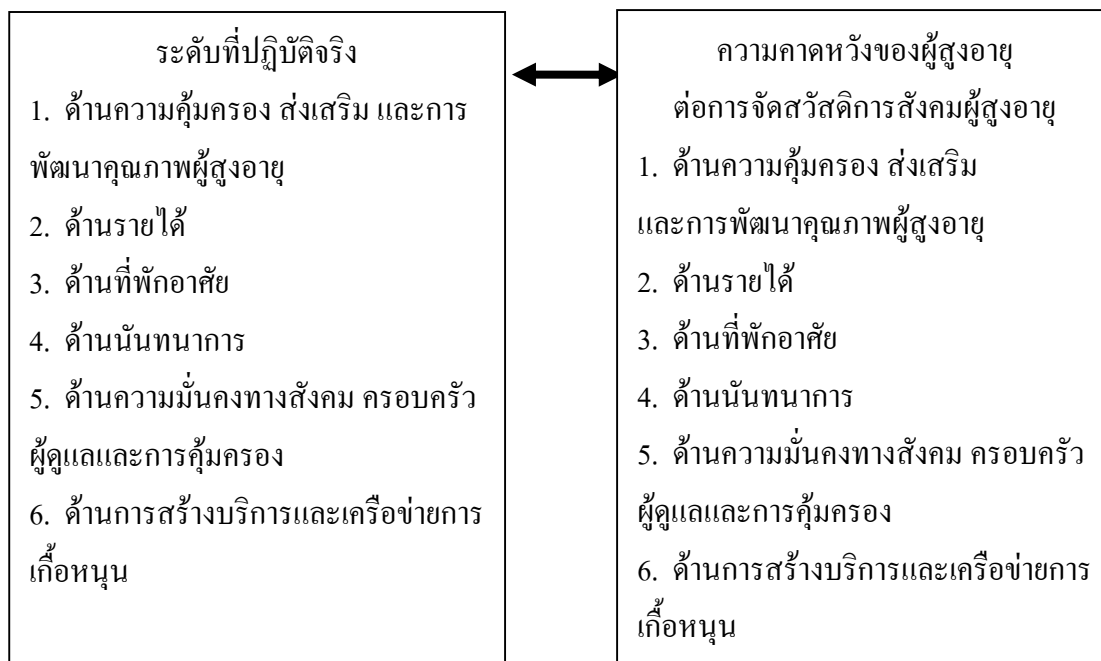 ระดับที่ปฏิบัติจริง
1. ด้านความคุ้มครอง ส่งเสริม และการ
พัฒนาคุณภาพผู้สูงอายุ
2. ด้านรายได้
3. ด้านที่พักอาศัย
4. ด้านนันทนาการ
5. ด้านความมั่นคงทางสังคม ครอบครัว
ผู้ดูแลและการคุ้มครอง
6. ด้านการสร้างบริการและเครือข่ายการ
เกื้อหนุน
ความคาดหวังของผู้สูงอายุ
ต่อการจัดสวัสดิการสังคมผู้สูงอายุ
1. ด้านความคุ้มครอง ส่งเสริม
และการพัฒนาคุณภาพผู้สูงอายุ
2. ด้านรายได้
3. ด้านที่พักอาศัย
4. ด้านนันทนาการ
5. ด้านความมั่นคงทางสังคม ครอบครัว
ผู้ดูแลและการคุ้มครอง
6. ด้านการสร้างบริการและเครือข่ายการ
เกื้อหนุน